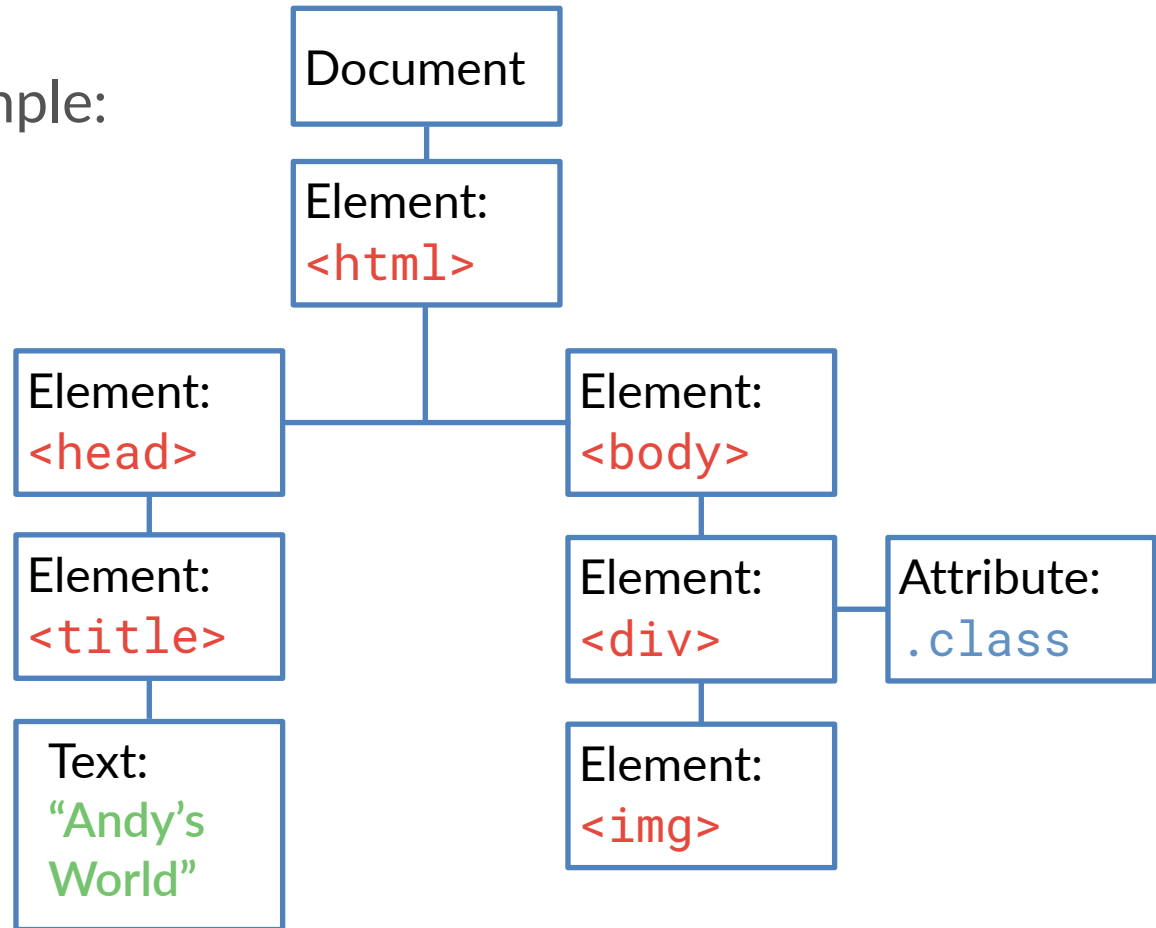 Document
mple:
Element:
<html>
Element:
<head>
Element:
<body>
Element:
<title>
Element:
<div>
Attribute:
.class
Text:
“Andy’s
World”
Element:
<img>